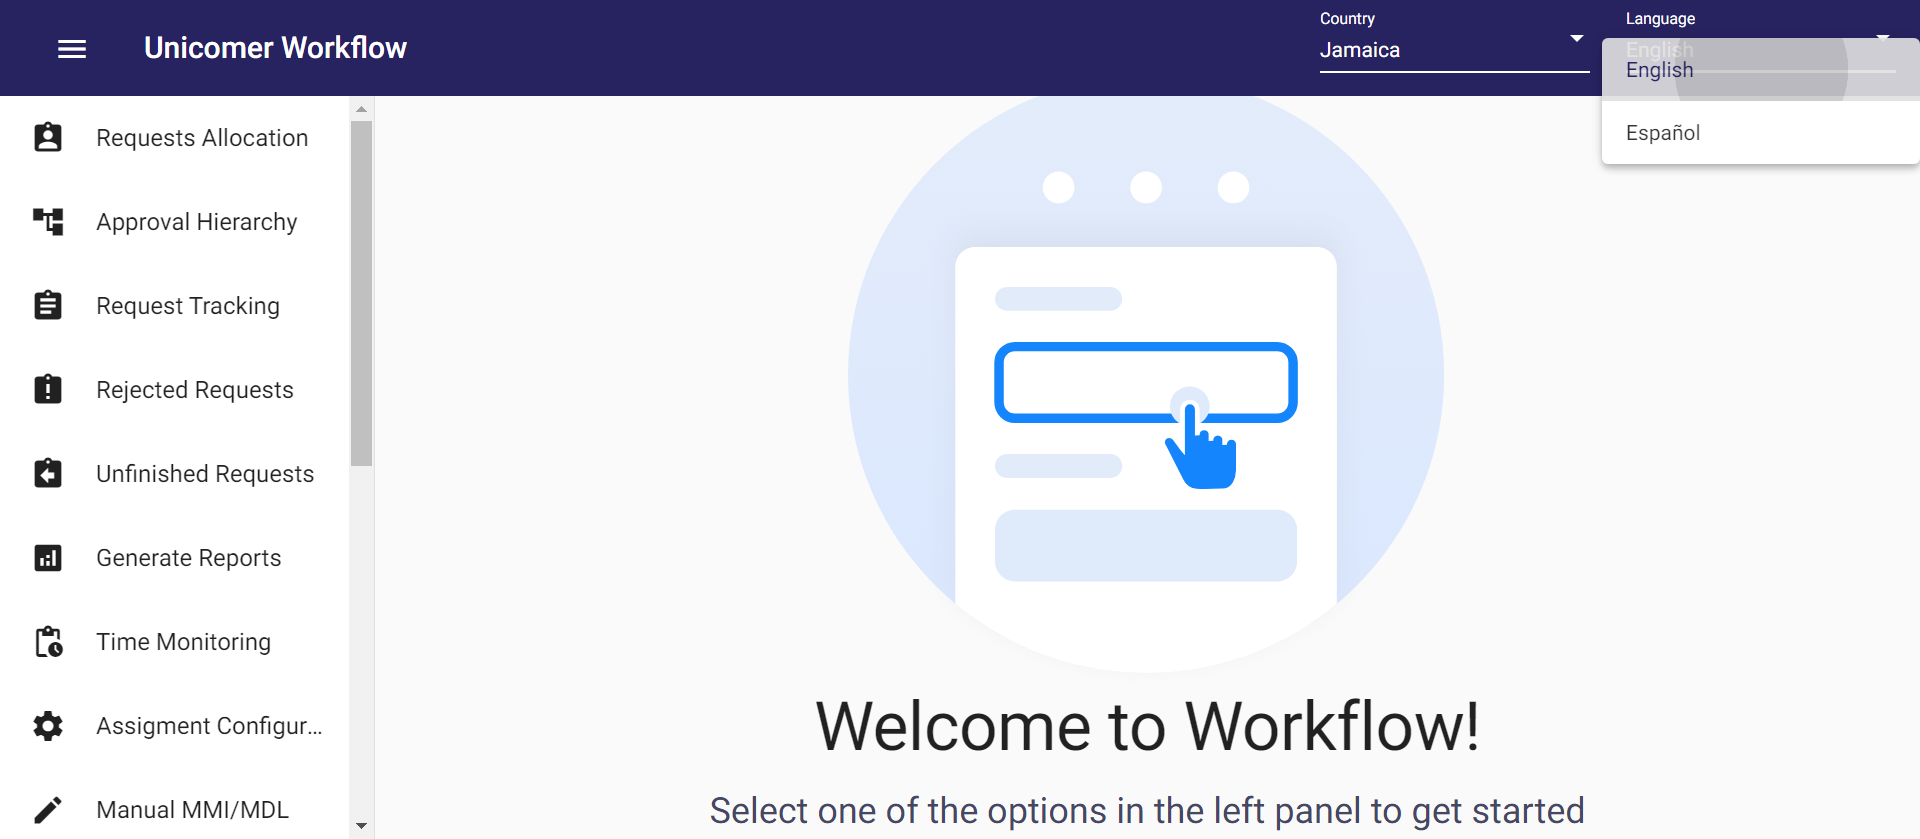 Unicomer Workflow
Country
Jamaica
Language
English
English
Español
Requests Allocation
Approval Hierarchy
Request Tracking
Rejected Requests
Unfinished Requests
Generate Reports
Time Monitoring
Assigment Configur...
Manual MMI/MDL
Welcome to Workflow!
Select one of the options in the left panel to get started